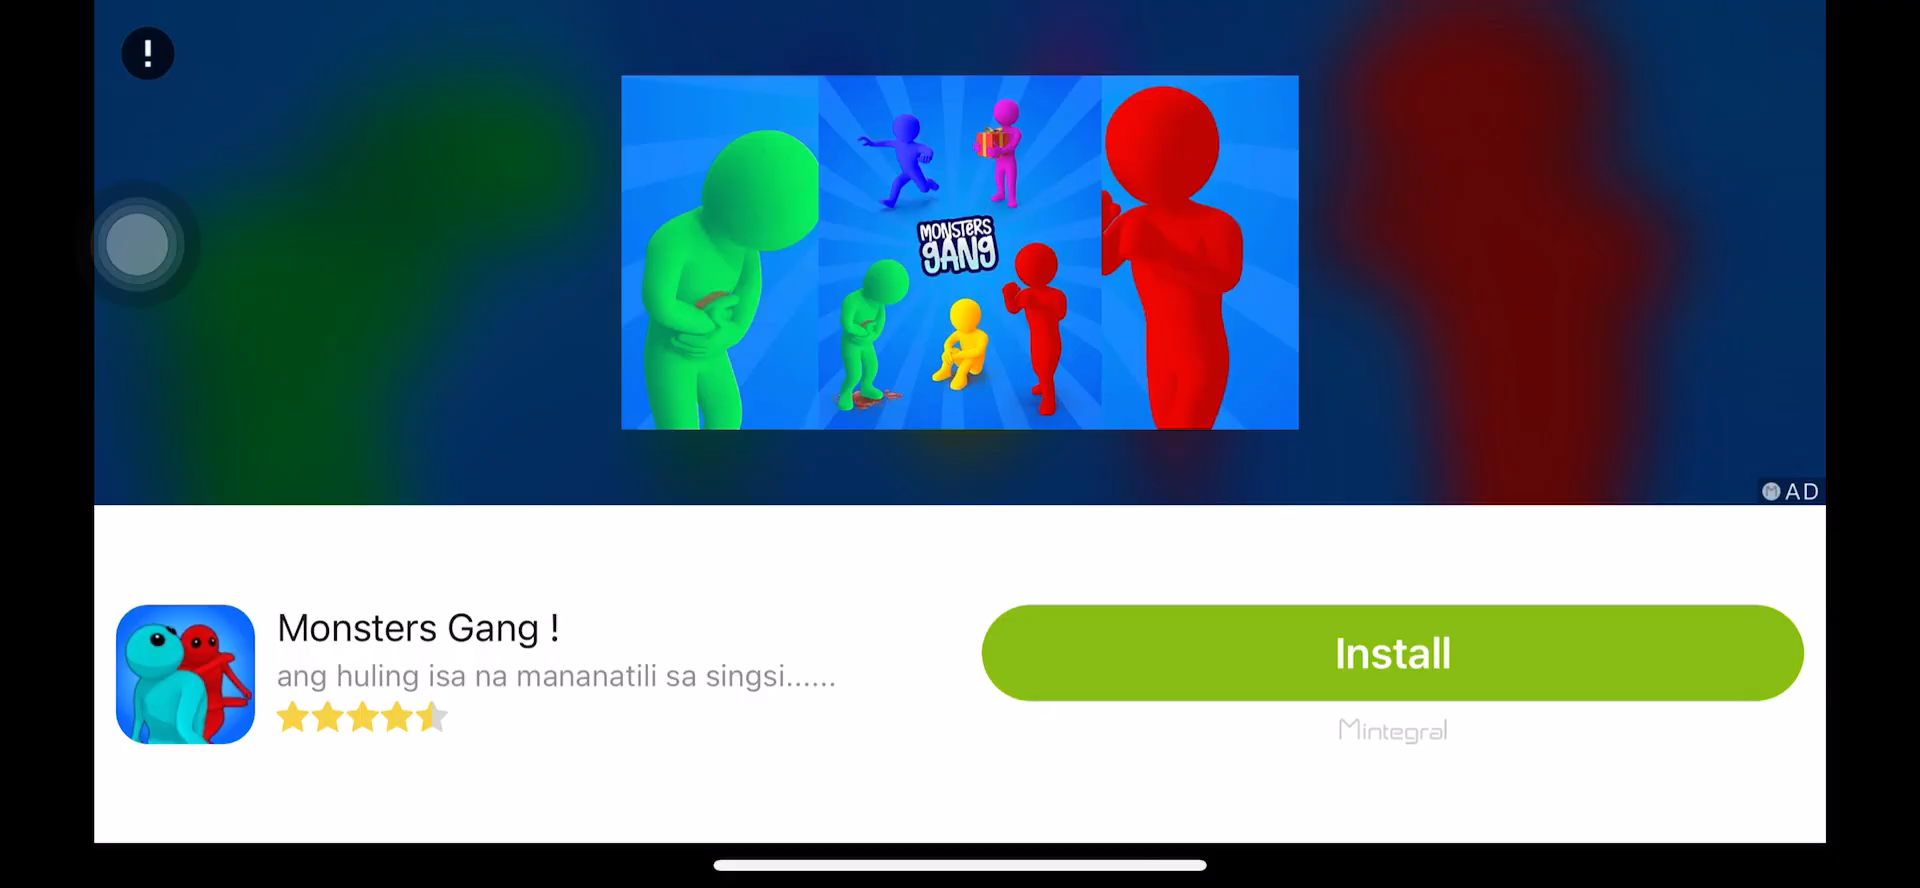 !
MONSTERS
GANG
AD
Monsters Gang !
ang huling isa na mananatili sa singsi......
Install
Mintegral